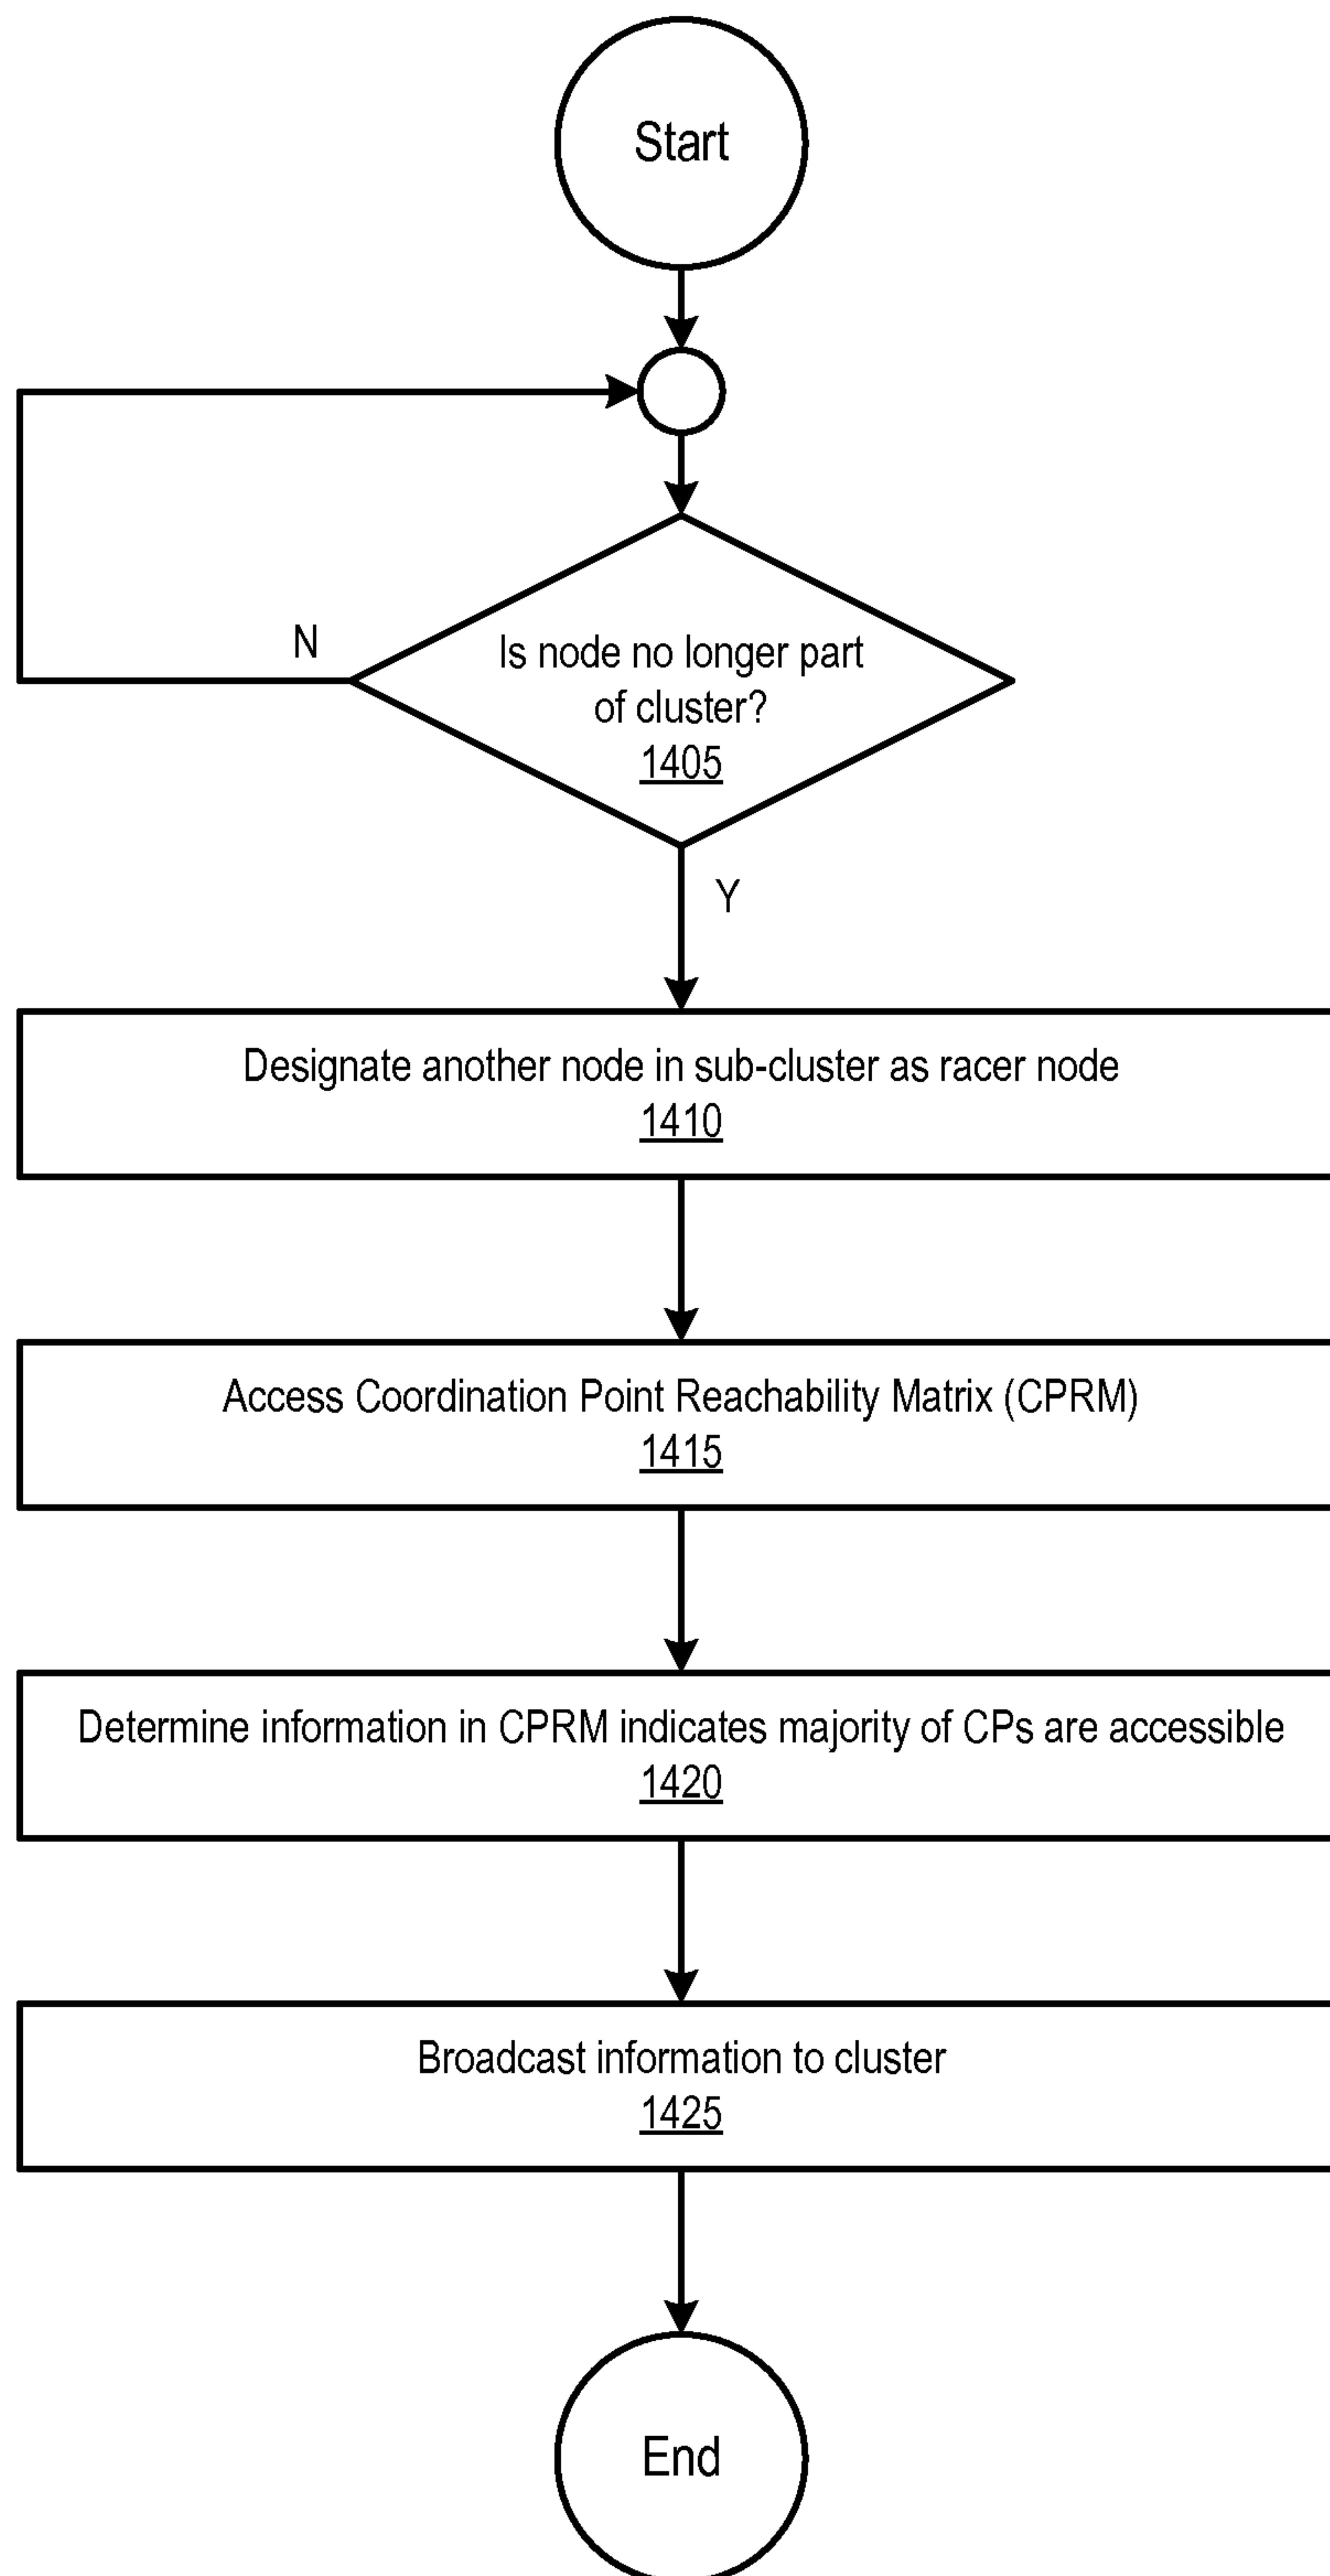 Start
N
Is node no longer part
of cluster?
1405
Y
Designate another node in sub-cluster as racer node
1410
Access Coordination Point Reachability Matrix (CPRM)
1415
Determine information in CPRM indicates majority of CPs are accessible
1420
Broadcast information to cluster
1425
End